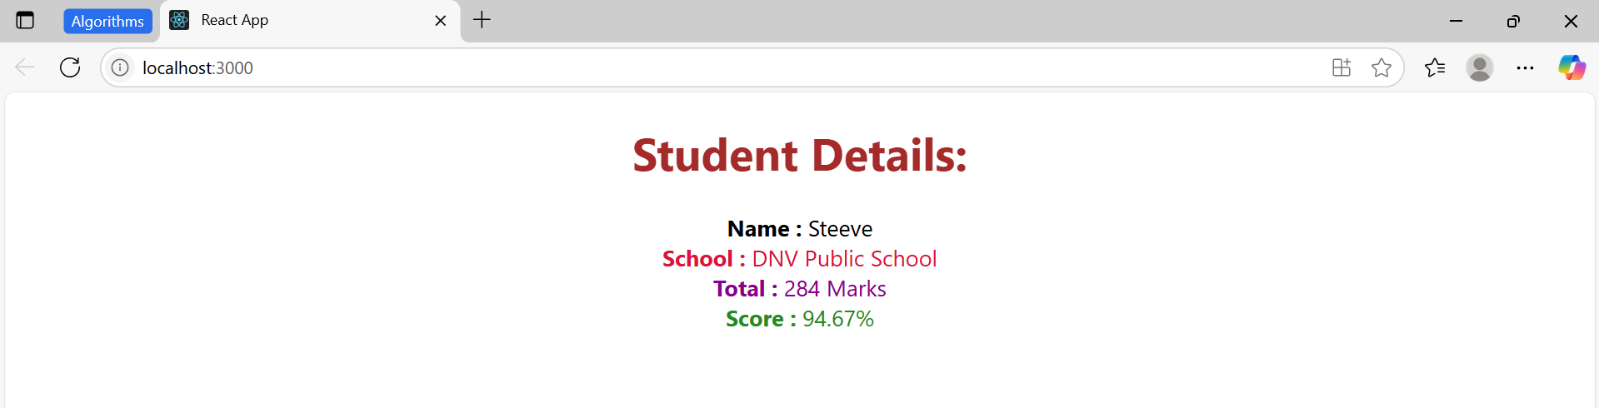 Algorithms
React App
localhost:3000
Student Details:
Name : Steeve
School : DNV Public School
Total : 284 Marks
Score : 94.67%